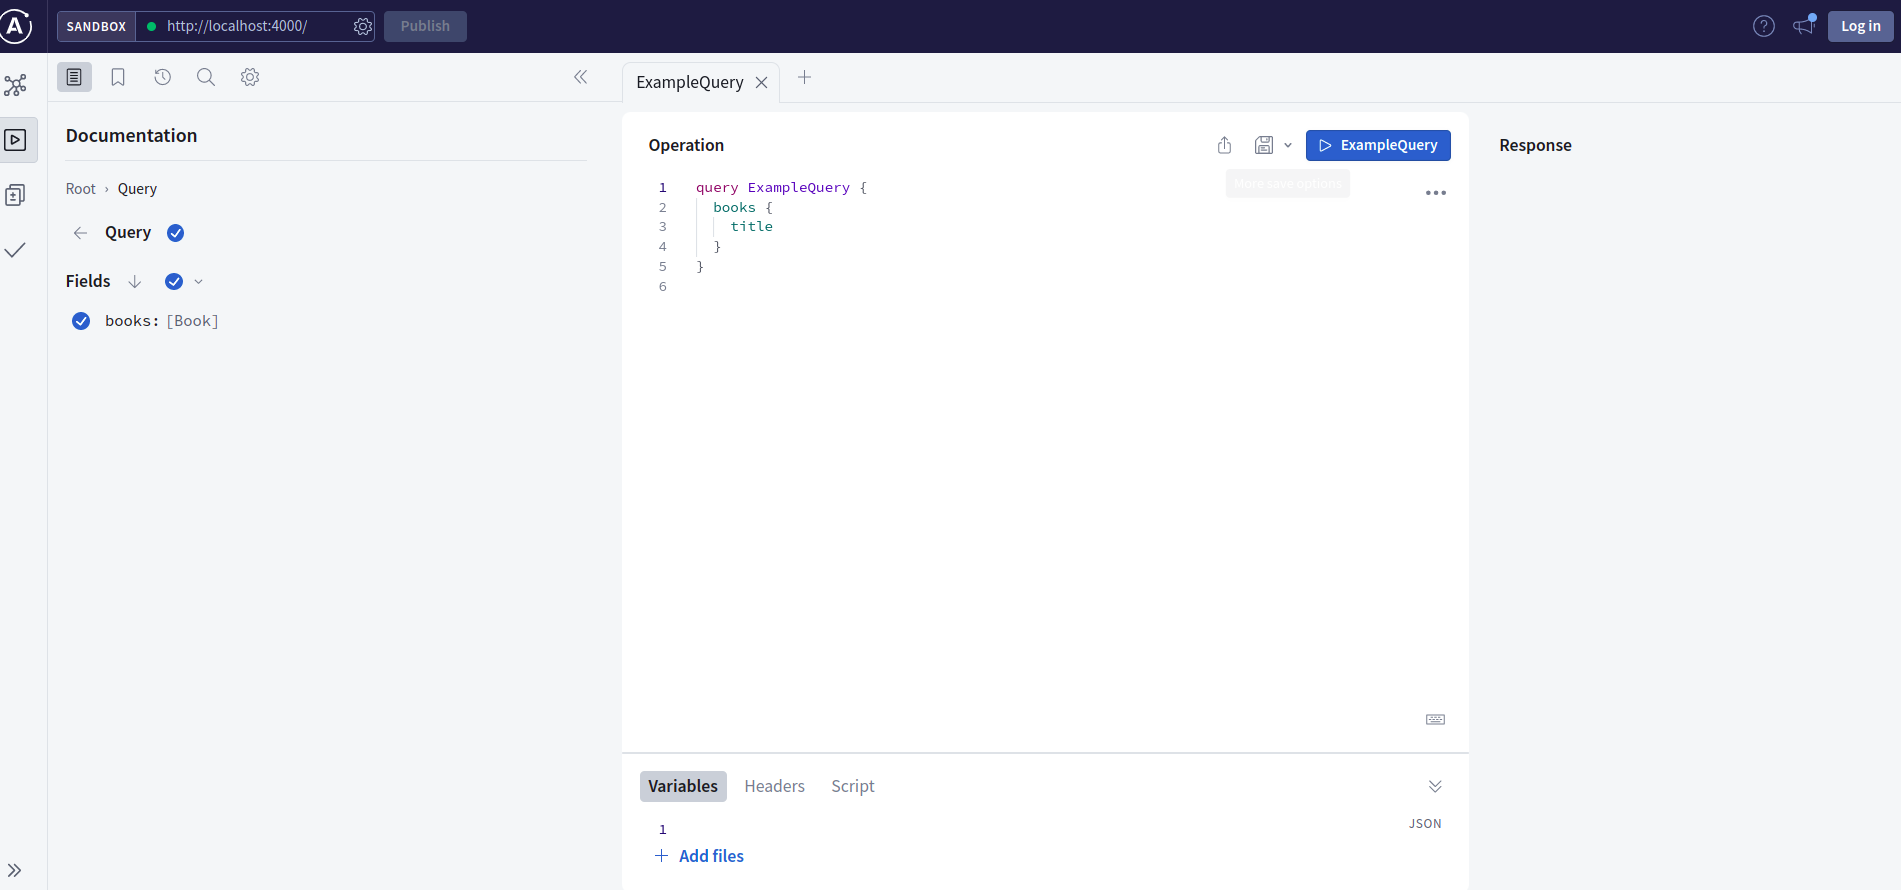 SANDBOX http://localhost:4000/ Publish Log in
Documentation
Root › Query
Query
Fields
books: [Book]
ExampleQuery
Operation
ExampleQuery
More save options
1 query ExampleQuery {
2 books {
3 title
4 }
5 }
6
Variables Headers Script
JSON
1
Add files
Response